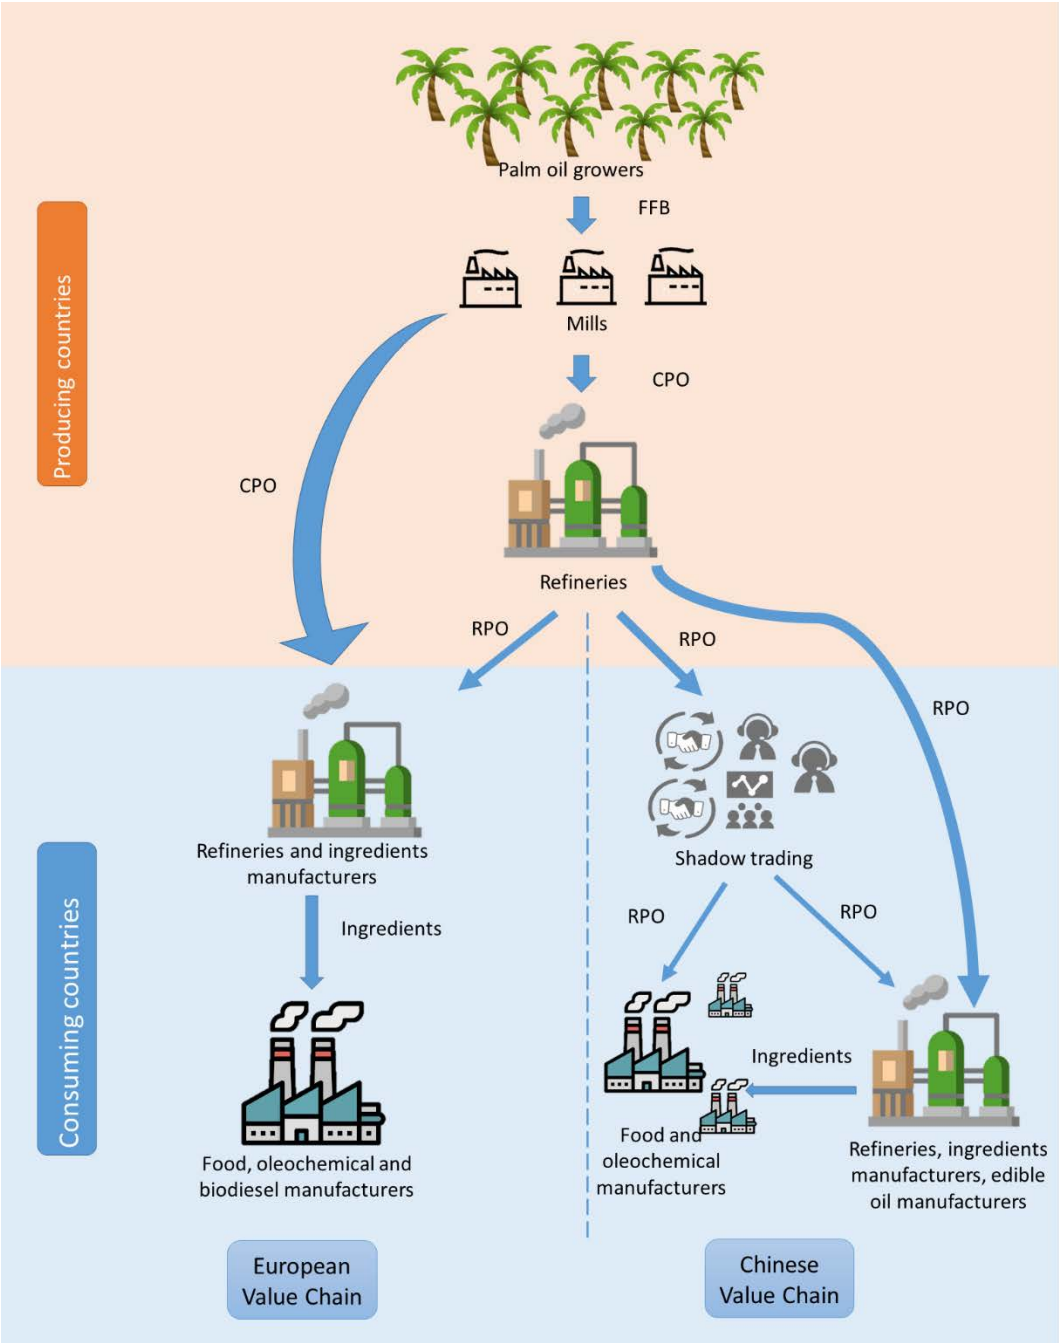 Palm oil growers
FFB
Producing countries
Mills
CPO
CPO
Refineries
RPO
RPO
RPO
Shadow trading
Refineries and ingredients
manufacturers
Consuming countries
RPO
RPO
Ingredients
Ingredients
Food and
oleochemical
manufacturers
Refineries, ingredients
manufacturers, edible
oil manufacturers
Food, oleochemical and
biodiesel manufacturers
European
Value Chain
Chinese
Value Chain